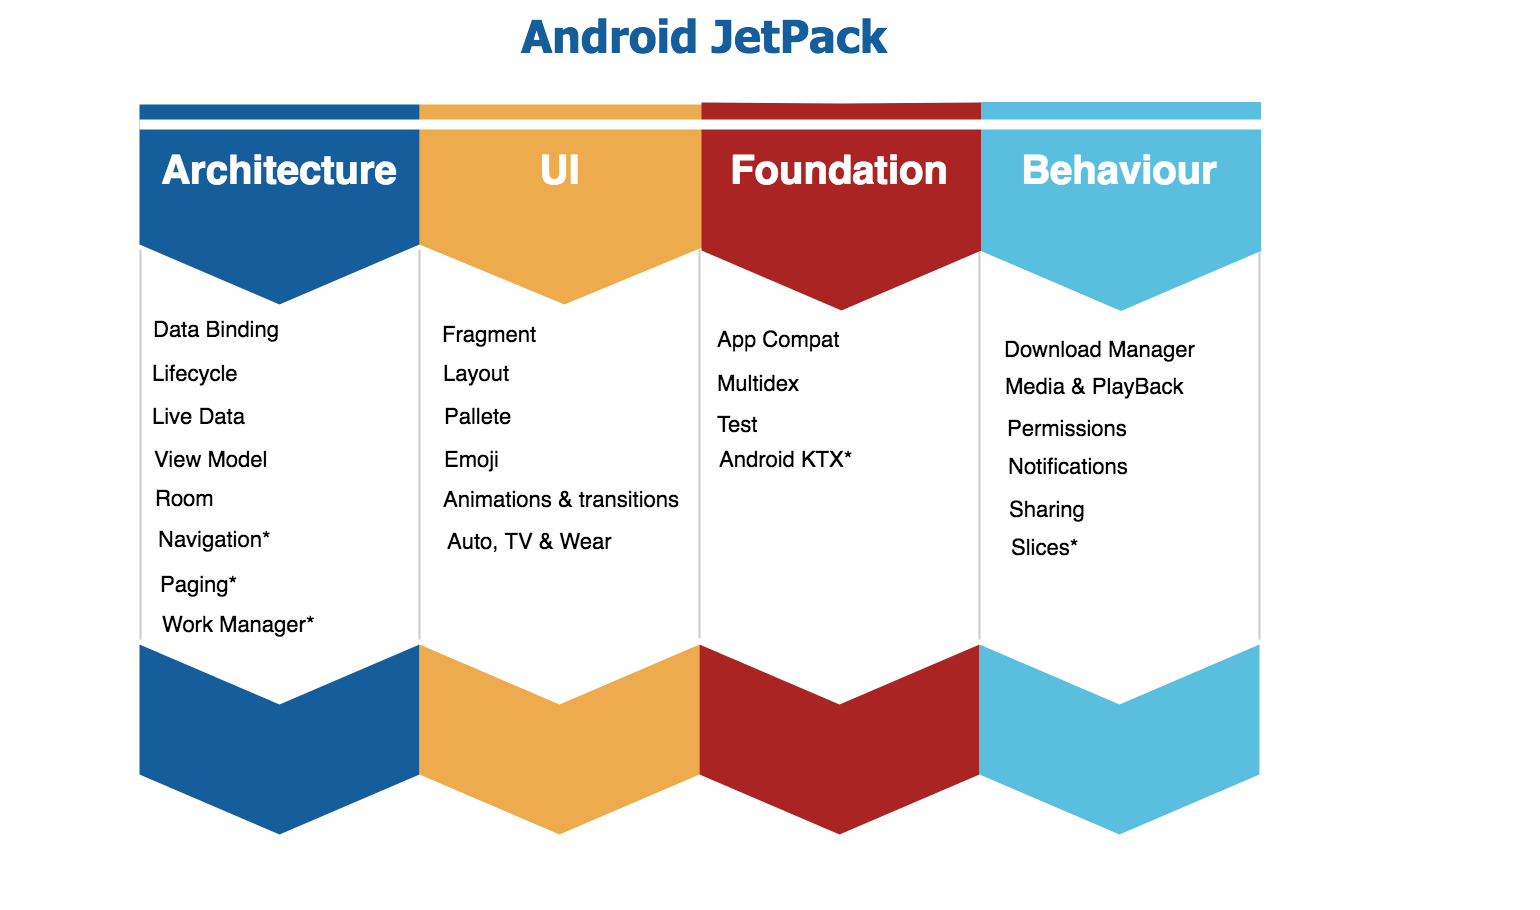 Android JetPack
Architecture
UI
Foundation
Behaviour
Data Binding
Lifecycle
Live Data
View Model
Room
Navigation*
Paging*
Work Manager*
Fragment
Layout
Pallete
Emoji
Animations & transitions
Auto, TV & Wear
App Compat
Multidex
Test
Android KTX*
Download Manager
Media & PlayBack
Permissions
Notifications
Sharing
Slices*